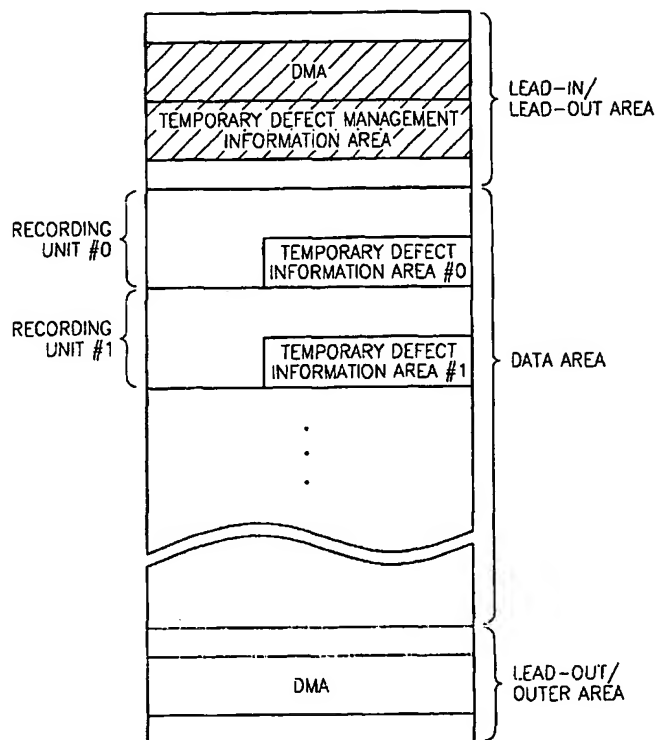 DMA
TEMPORARY DEFECT MANAGEMENT
INFORMATION AREA
LEAD-IN/
LEAD-OUT AREA
RECORDING
UNIT #0
TEMPORARY DEFECT
INFORMATION AREA #0
RECORDING
UNIT #1
TEMPORARY DEFECT
INFORMATION AREA #1
DATA AREA
DMA
LEAD-OUT/
OUTER AREA